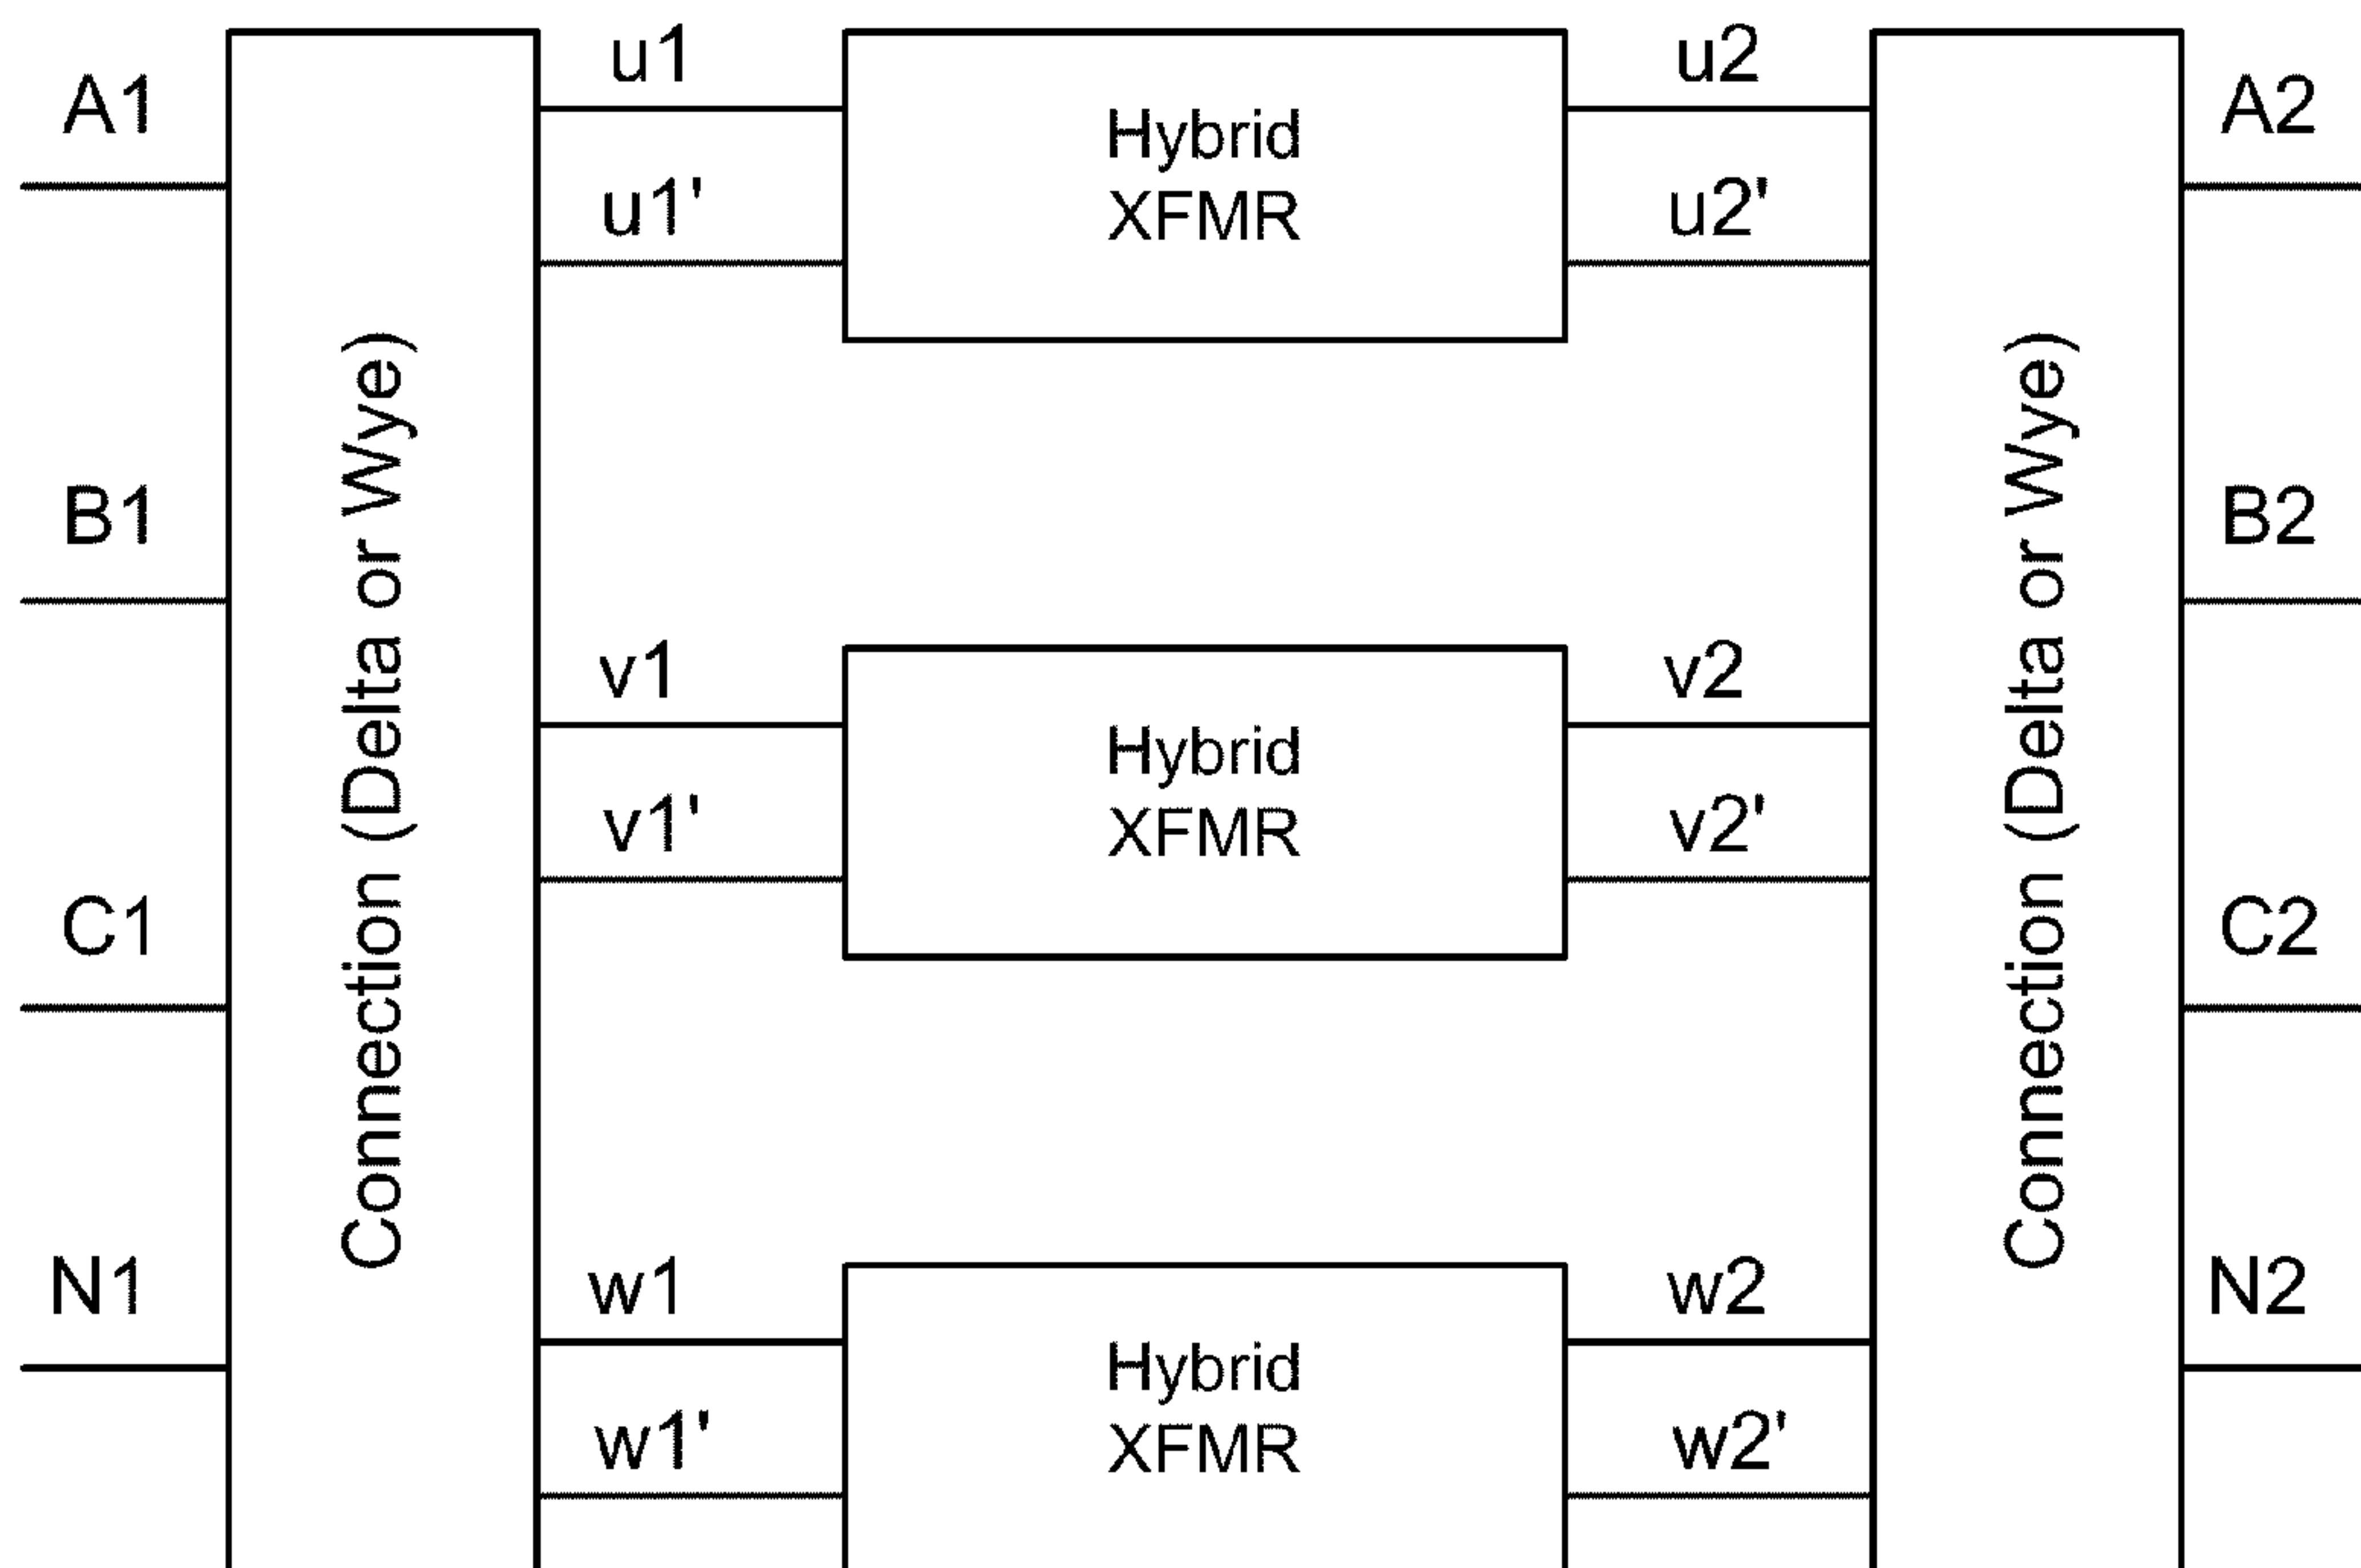 A1
B1
C1
N1
Connection (Delta or Wye)
u1
u1'
v1
v1'
w1
w1'
Hybrid
XFMR
Hybrid
XFMR
Hybrid
XFMR
u2
u2'
v2
v2'
w2
w2'
Connection (Delta or Wye)
A2
B2
C2
N2